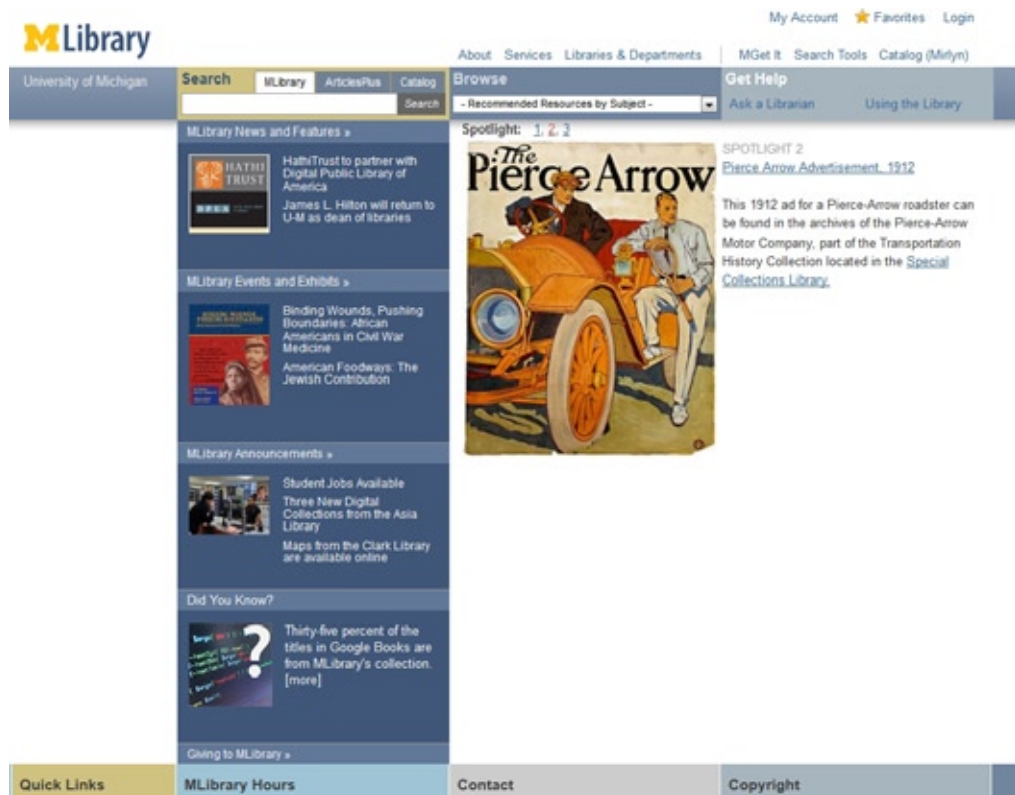 My Account Favorites Login
MLibrary
About Services Libraries & Departments MGet It Search Tools Catalog (Mirlyn)
University of Michigan
Search MLibrary ArticlesPlus Catalog
Search
Browse
- Recommended Resources by Subject -
Get Help
Ask a Librarian Using the Library
MLibrary News and Features »
HATHI
TRUST
DPLA
HathiTrust to partner with
Digital Public Library of
America
James L. Hilton will return to
U-M as dean of libraries
MLibrary Events and Exhibits »
Binding Wounds, Pushing
Boundaries: African
Americans in Civil War
Medicine
American Foodways: The
Jewish Contribution
MLibrary Announcements »
Student Jobs Available
Three New Digital
Collections from the Asia
Library
Maps from the Clark Library
are available online
Did You Know?
?
Thirty-five percent of the
titles in Google Books are
from MLibrary's collection.
[more]
Giving to MLibrary »
Spotlight: 1, 2, 3
The
Pierce Arrow
SPOTLIGHT 2
Pierce Arrow Advertisement, 1912
This 1912 ad for a Pierce-Arrow roadster can
be found in the archives of the Pierce-Arrow
Motor Company, part of the Transportation
History Collection located in the Special
Collections Library.
Quick Links MLibrary Hours Contact Copyright